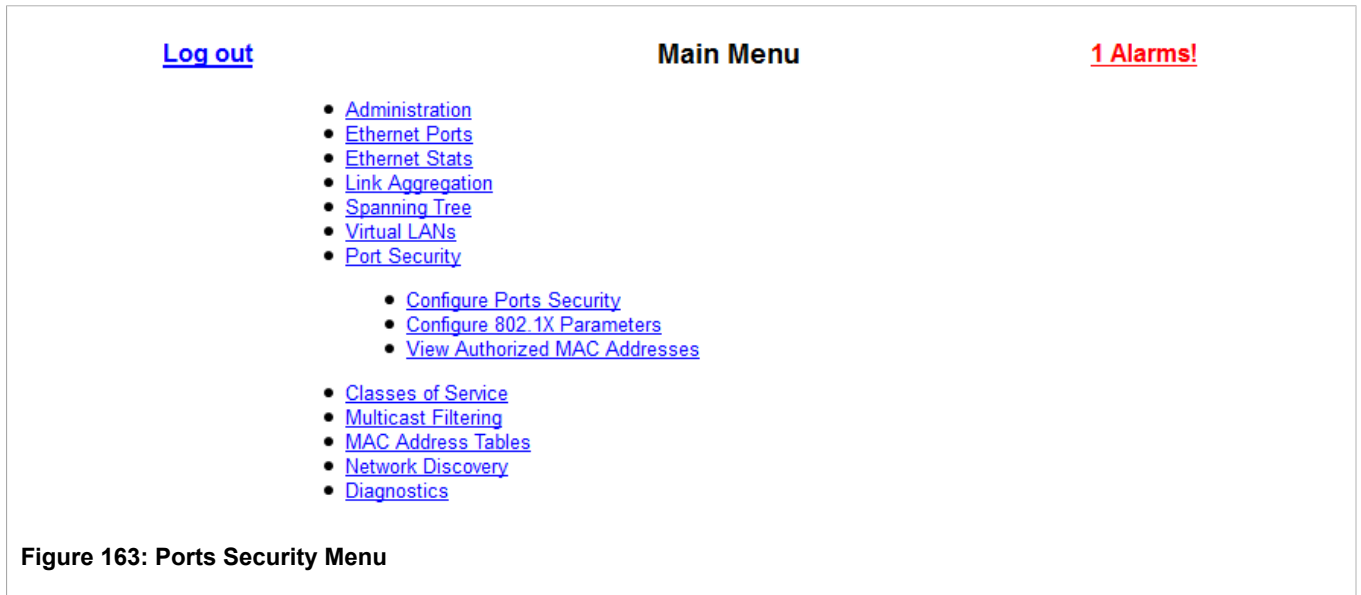 Log out
Main Menu
1 Alarms!
Administration
Ethernet Ports
Ethernet Stats
Link Aggregation
Spanning Tree
Virtual LANs
Port Security
Configure Ports Security
Configure 802.1X Parameters
View Authorized MAC Addresses
Classes of Service
Multicast Filtering
MAC Address Tables
Network Discovery
Diagnostics
Figure 163: Ports Security Menu